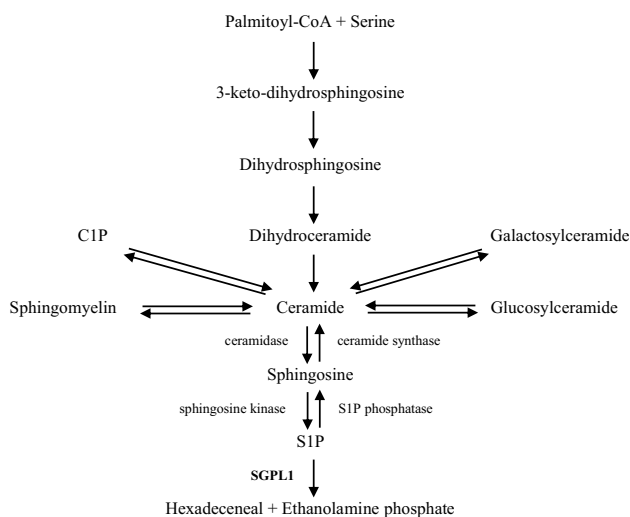 Palmitoyl-CoA + Serine
3-keto-dihydrosphingosine
Dihydrosphingosine
C1P
Dihydroceramide
Galactosylceramide
Sphingomyelin
Ceramide
Glucosylceramide
ceramidase
ceramide synthase
Sphingosine
sphingosine kinase
S1P phosphatase
S1P
SGPL1
Hexadeceneal + Ethanolamine phosphate